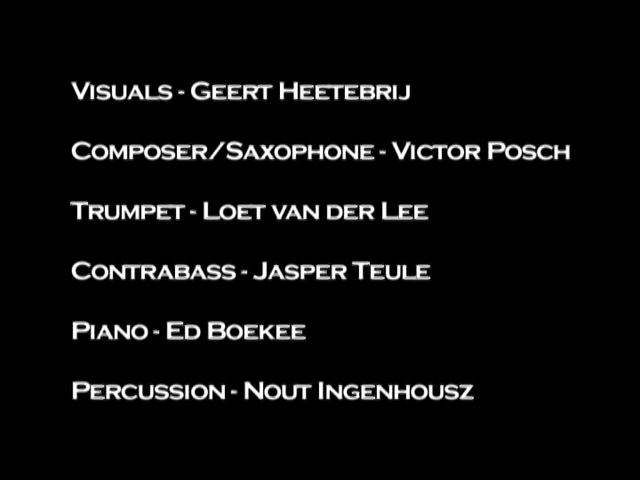 Visuals - Geert Heetebrij
Composer/Saxophone - Victor Posch
Trumpet - Loet van der Lee
Contrabass - Jasper Teule
Piano - Ed Boekee
Percussion - Nout Ingenhousz